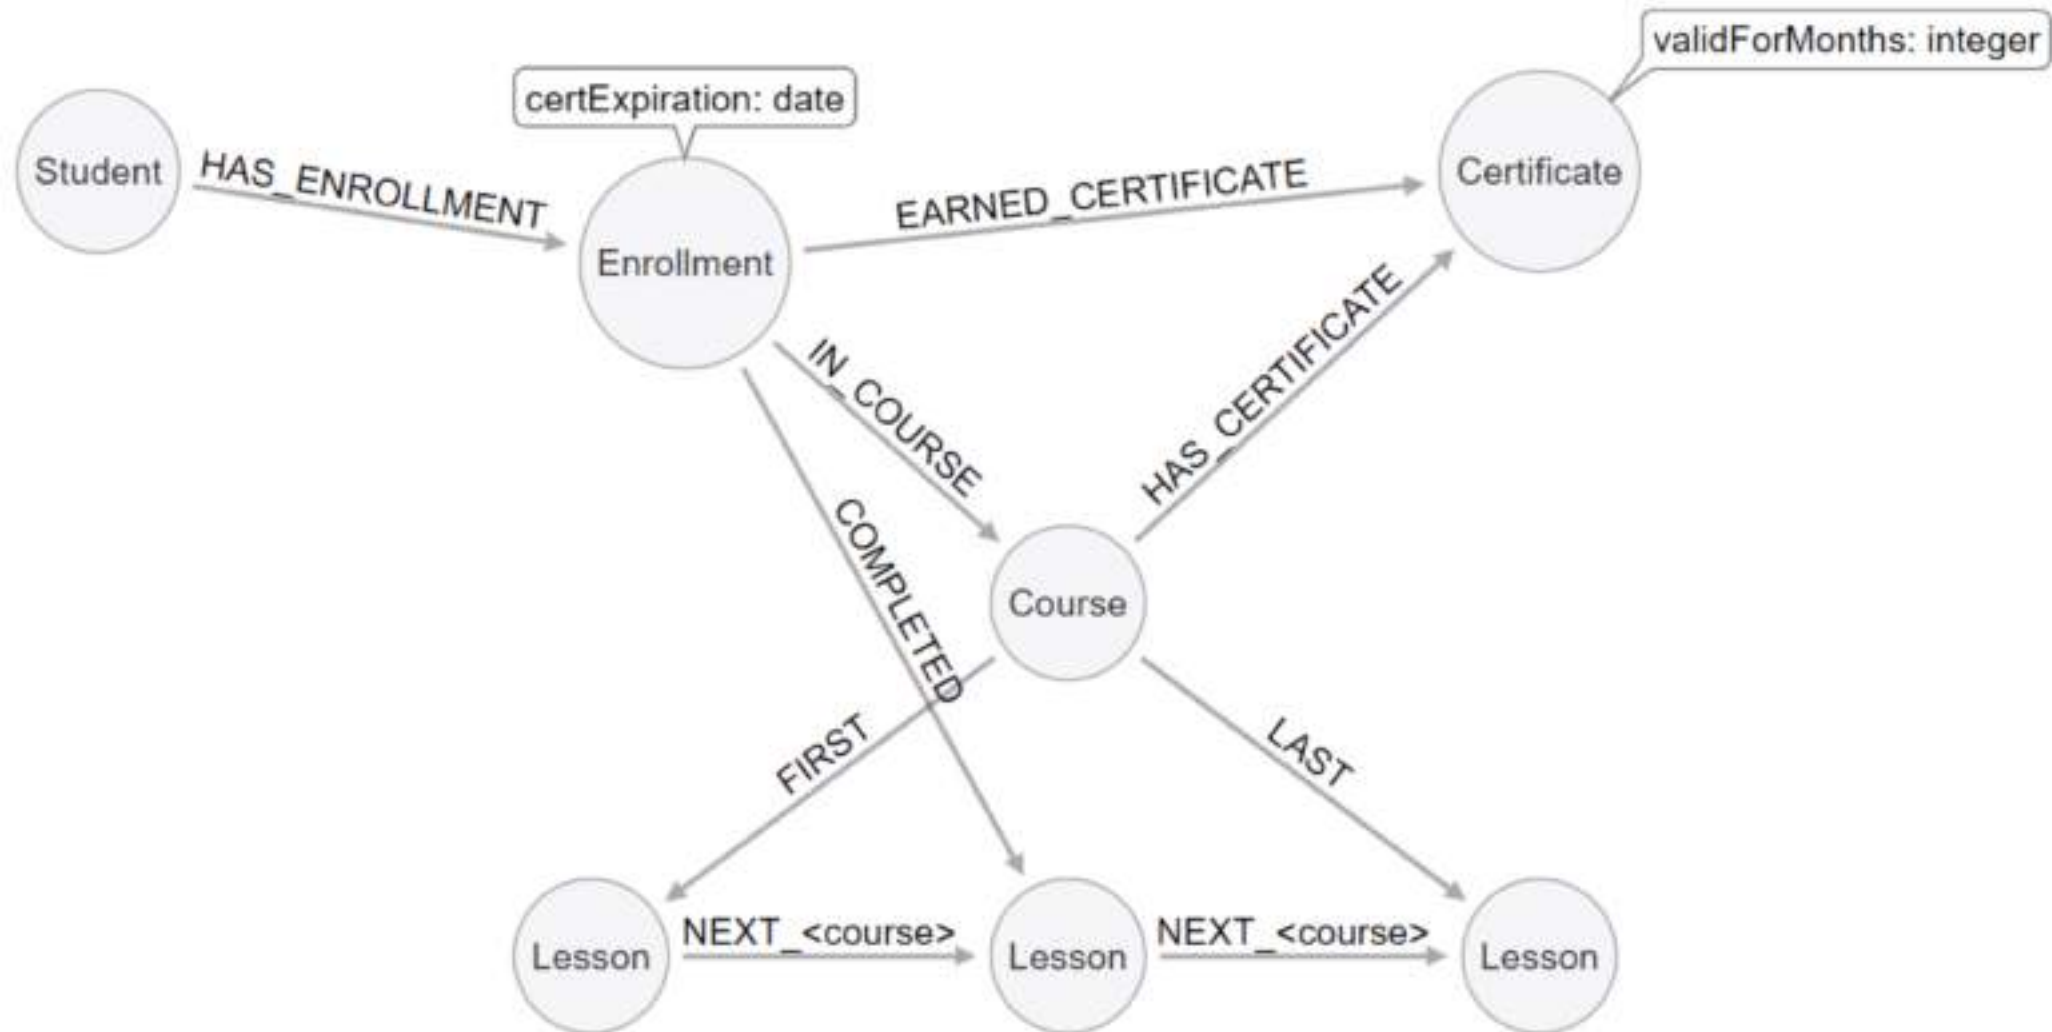 validForMonths: integer
certExpiration: date
Student
HAS_ENROLLMENT
Enrollment
EARNED_CERTIFICATE
Certificate
IN_COURSE
HAS_CERTIFICATE
COMPLETED
Course
FIRST
LAST
Lesson
NEXT_<course>
Lesson
NEXT_<course>
Lesson